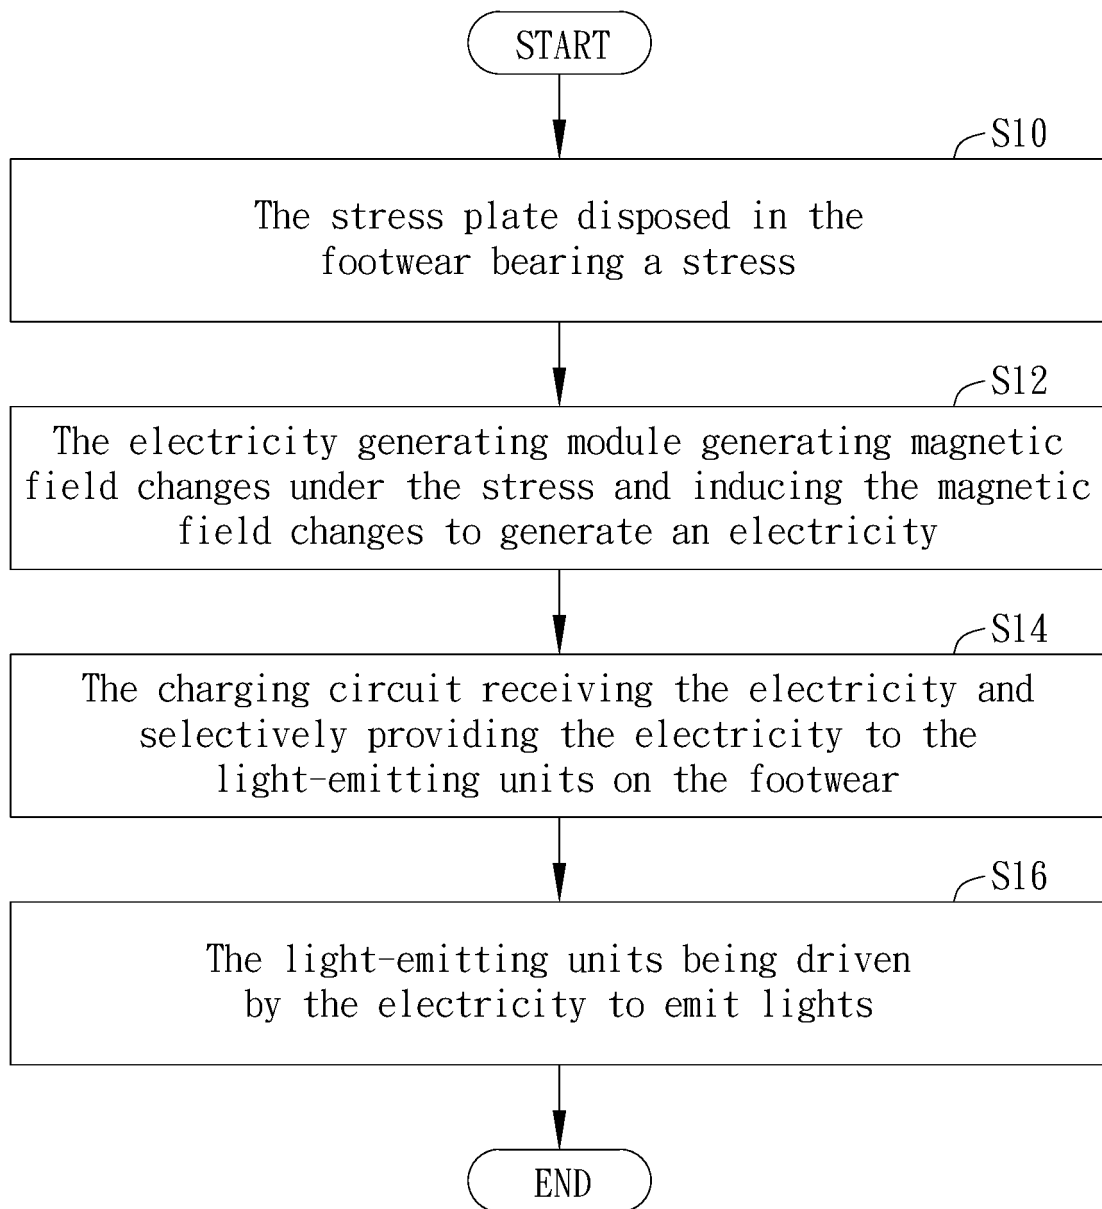 START
S10
The stress plate disposed in the
footwear bearing a stress
S12
The electricity generating module generating magnetic
field changes under the stress and inducing the magnetic
field changes to generate an electricity
S14
The charging circuit receiving the electricity and
selectively providing the electricity to the
light-emitting units on the footwear
S16
The light-emitting units being driven
by the electricity to emit lights
END